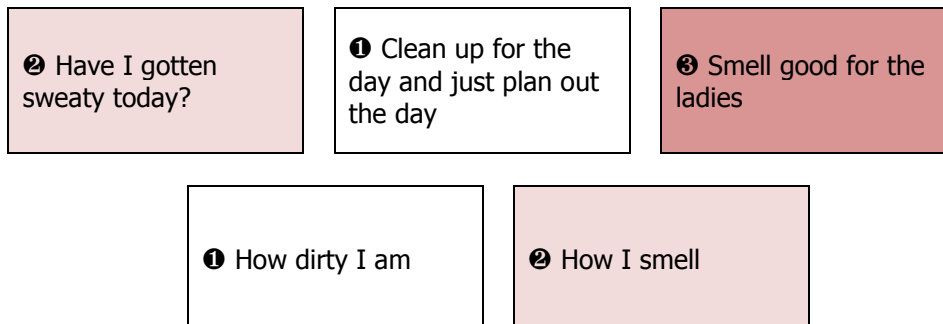 ❷ Have I gotten
sweaty today?
❶ Clean up for the
day and just plan out
the day
❸ Smell good for the
ladies
❶ How dirty I am
❷ How I smell